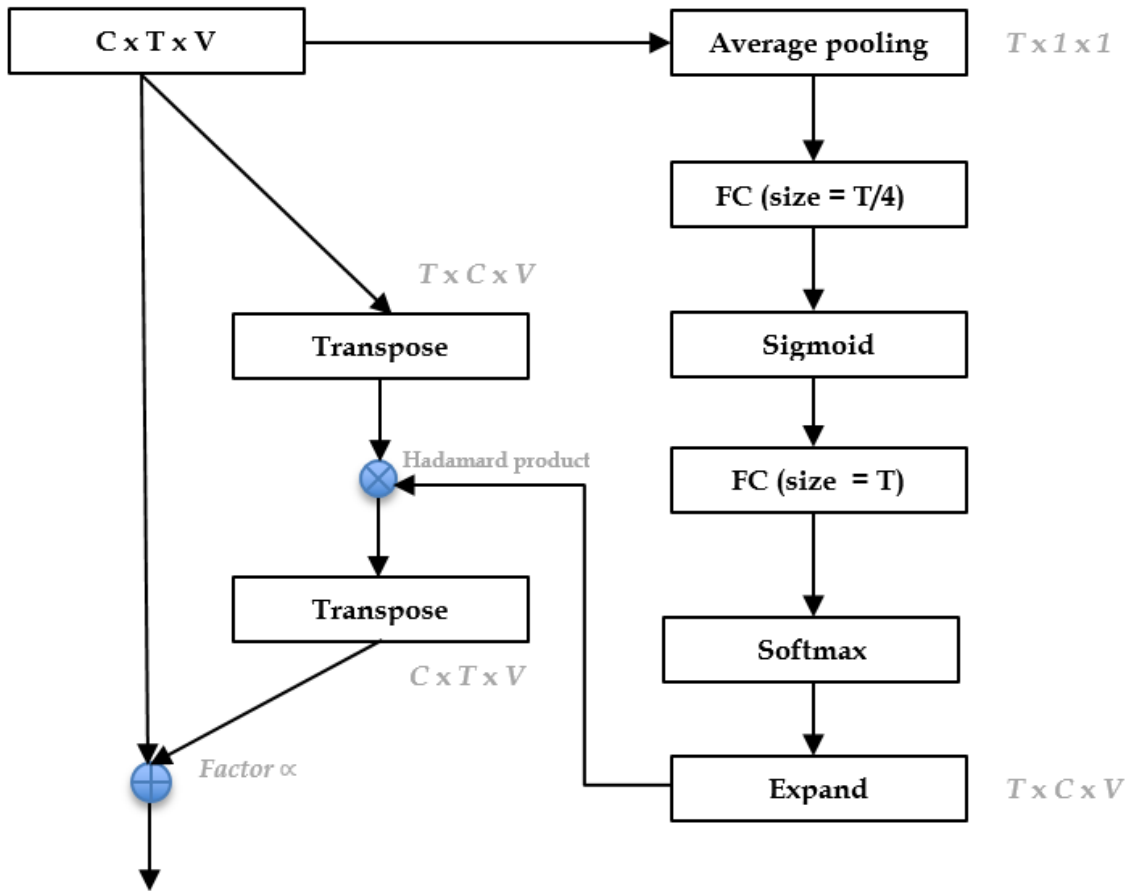 C x T x V
Average pooling
T x 1 x 1
FC (size = T/4)
T x C x V
Transpose
Sigmoid
Hadamard product
FC (size  = T)
Transpose
C x T x V
Softmax
Factor ∝
Expand
T x C x V